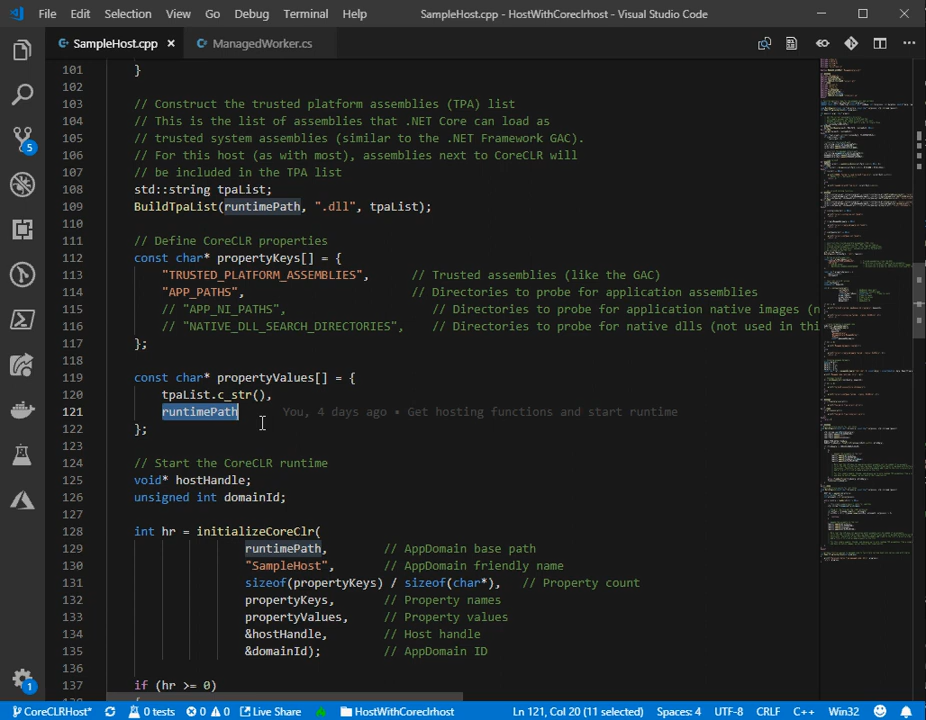 File Edit Selection View Go Debug Terminal Help SampleHost.cpp - HostWithCoreclrhost - Visual Studio Code
SampleHost.cpp ManagedWorker.cs
101 }
102
103 // Construct the trusted platform assemblies (TPA) list
104 // This is the list of assemblies that .NET Core can load as
105 // trusted system assemblies (similar to the .NET Framework GAC).
106 // For this host (as with most), assemblies next to CoreCLR will
107 // be included in the TPA list
108 std::string tpaList;
109 BuildTpaList(runtimePath, ".dll", tpaList);
110
111 // Define CoreCLR properties
112 const char* propertyKeys[] = {
113 "TRUSTED_PLATFORM_ASSEMBLIES", // Trusted assemblies (like the GAC)
114 "APP_PATHS", // Directories to probe for application assemblies
115 // "APP_NI_PATHS", // Directories to probe for application native images (n
116 // "NATIVE_DLL_SEARCH_DIRECTORIES", // Directories to probe for native dlls (not used in thi
117 };
118
119 const char* propertyValues[] = {
120 tpaList.c_str(),
121 runtimePath You, 4 days ago • Get hosting functions and start runtime
122 };
123
124 // Start the CoreCLR runtime
125 void* hostHandle;
126 unsigned int domainId;
127
128 int hr = initializeCoreClr(
129 runtimePath, // AppDomain base path
130 "SampleHost", // AppDomain friendly name
131 sizeof(propertyKeys) / sizeof(char*), // Property count
132 propertyKeys, // Property names
133 propertyValues, // Property values
134 &hostHandle, // Host handle
135 &domainId); // AppDomain ID
136
137 if (hr >= 0)
5
1
CoreCLRHost* 0 tests 0 0 Live Share HostWithCoreclrhost Ln 121, Col 20 (11 selected) Spaces: 4 UTF-8 CRLF C++ Win32